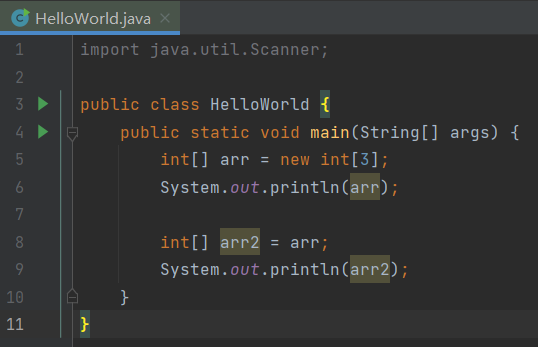 HelloWorld.java
1 import java.util.Scanner;
2
3 public class HelloWorld {
4 public static void main(String[] args) {
5 int[] arr = new int[3];
6 System.out.println(arr);
7
8 int[] arr2 = arr;
9 System.out.println(arr2);
10 }
11 }